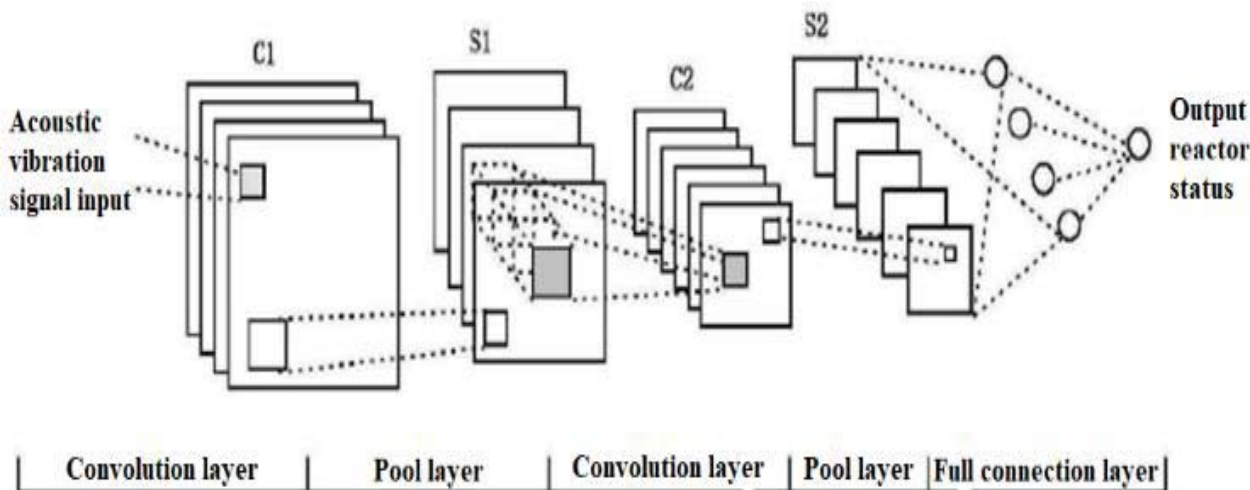 C1
S1
C2
S2
Acoustic
vibration
signal input
Output
reactor
status
Convolution layer
Pool layer
Convolution layer
Pool layer
Full connection layer